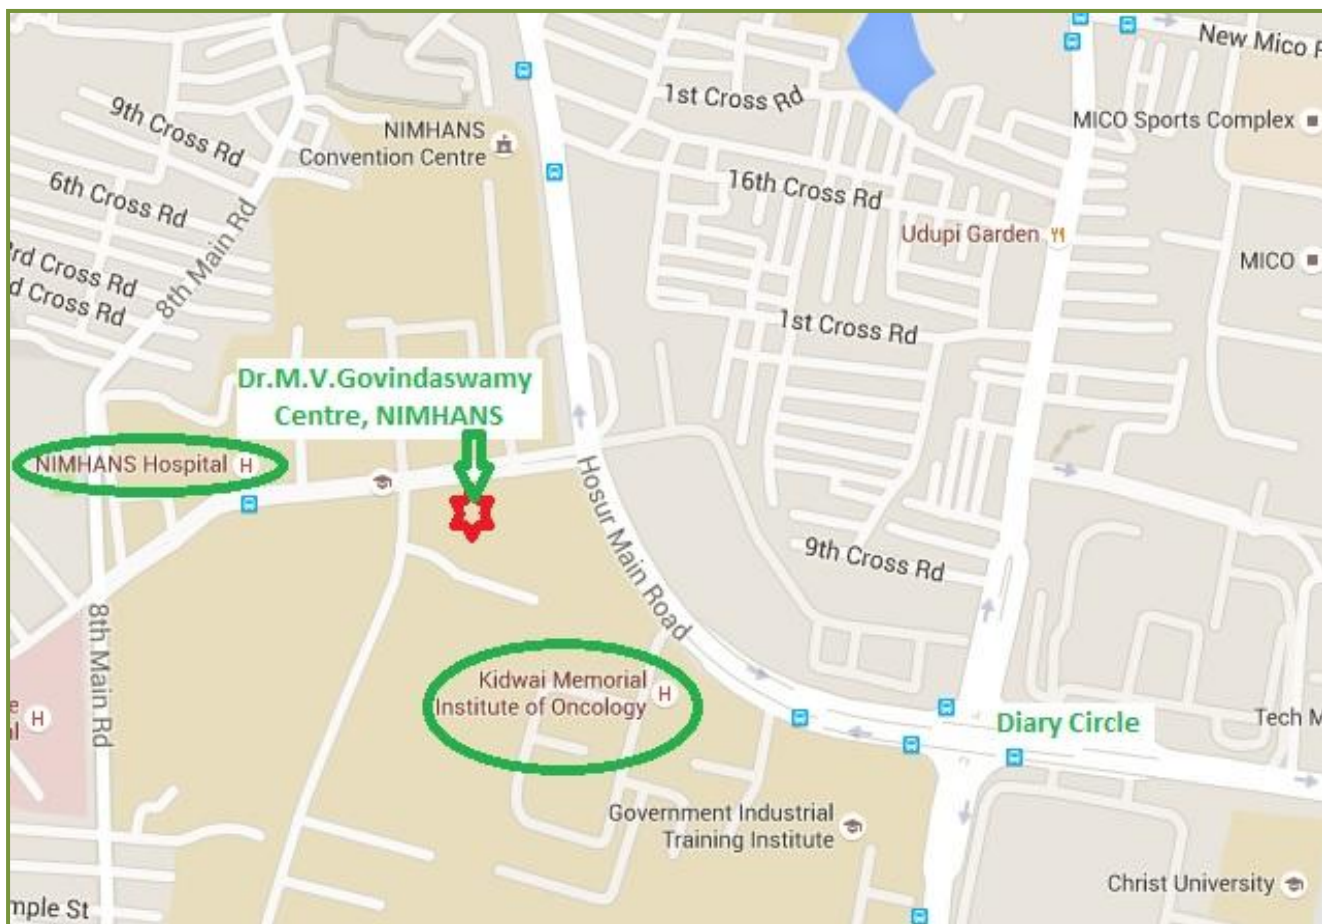 New Mico
9th Cross Rd
1st Cross Rd
NIMHANS
Convention Centre
MICO Sports Complex
6th Cross Rd
16th Cross Rd
8th Main Rd
Udupi Garden
Cross Rd
MICO
Cross Rd
1st Cross Rd
Dr.M.V.Govindaswamy
Centre, NIMHANS
NIMHANS Hospital H
Hosur Main Road
9th Cross Rd
8th Main Rd
Kidwai Memorial
Institute of Oncology H
H
Diary Circle
Tech
Government Industrial
Training Institute
Christ University
St